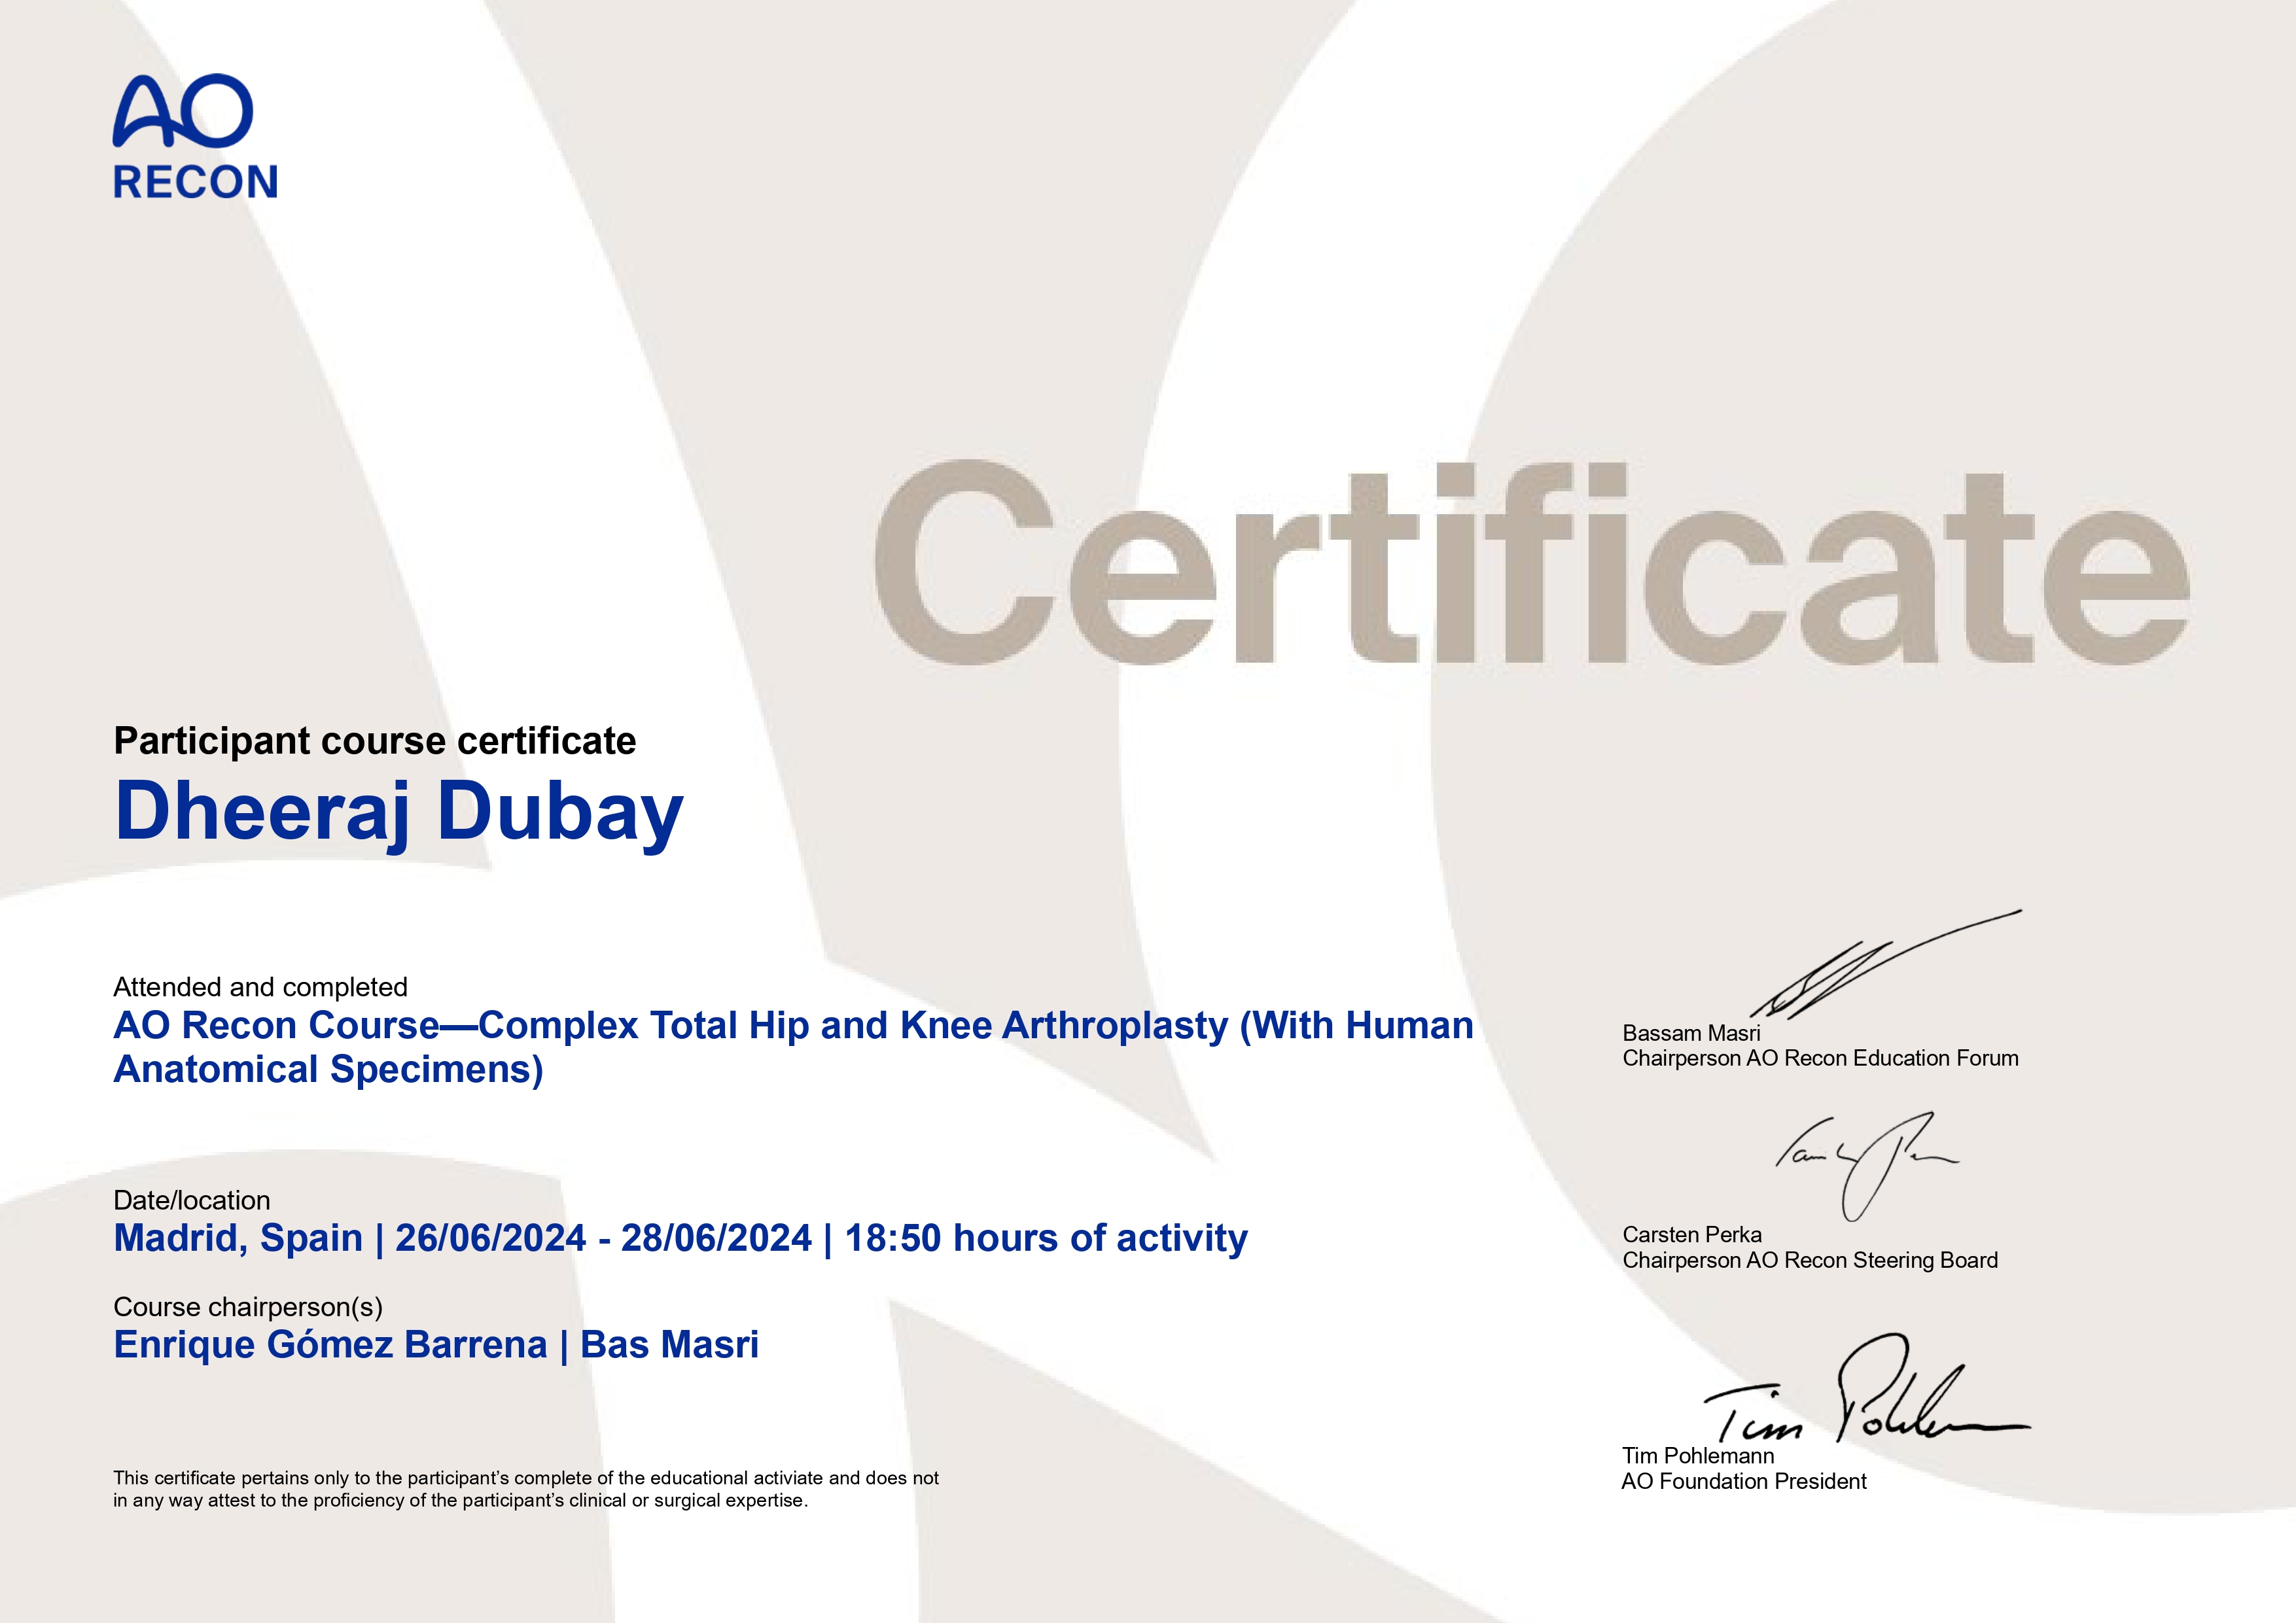 AO
RECON
Certificate
Participant course certificate
Dheeraj Dubay
Attended and completed
AO Recon Course—Complex Total Hip and Knee Arthroplasty (With Human
Anatomical Specimens)
Date/location
Madrid, Spain | 26/06/2024 - 28/06/2024 | 18:50 hours of activity
Course chairperson(s)
Enrique Gómez Barrena | Bas Masri
This certificate pertains only to the participant’s complete of the educational activiate and does not
in any way attest to the proficiency of the participant’s clinical or surgical expertise.
Bassam Masri
Chairperson AO Recon Education Forum
Carsten Perka
Chairperson AO Recon Steering Board
Tim Pohlemann
AO Foundation President